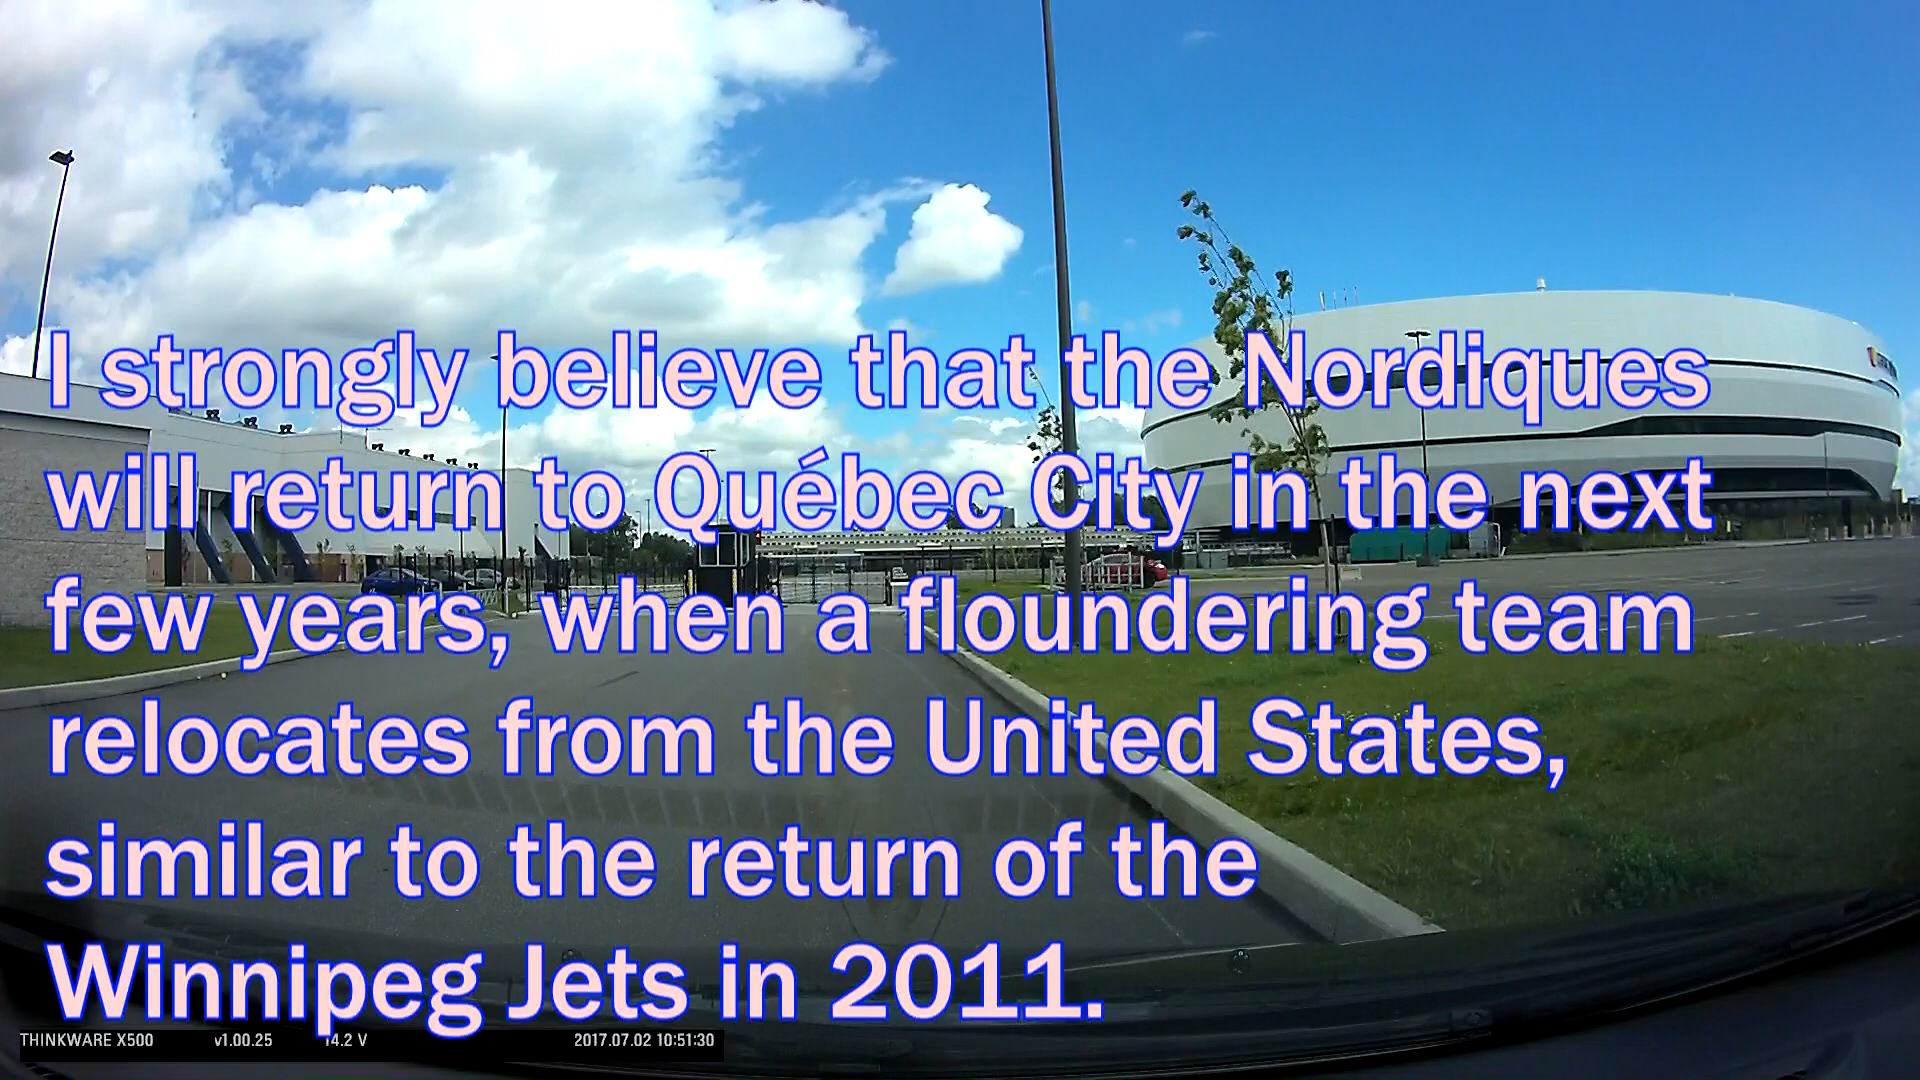 I strongly believe that the Nordiques
will return to Québec City in the next
few years, when a floundering team
relocates from the United States,
similar to the return of the
Winnipeg Jets in 2011.
THINKWARE X500 v1.00.25 14.2 V 2017.07.02 10:51:30